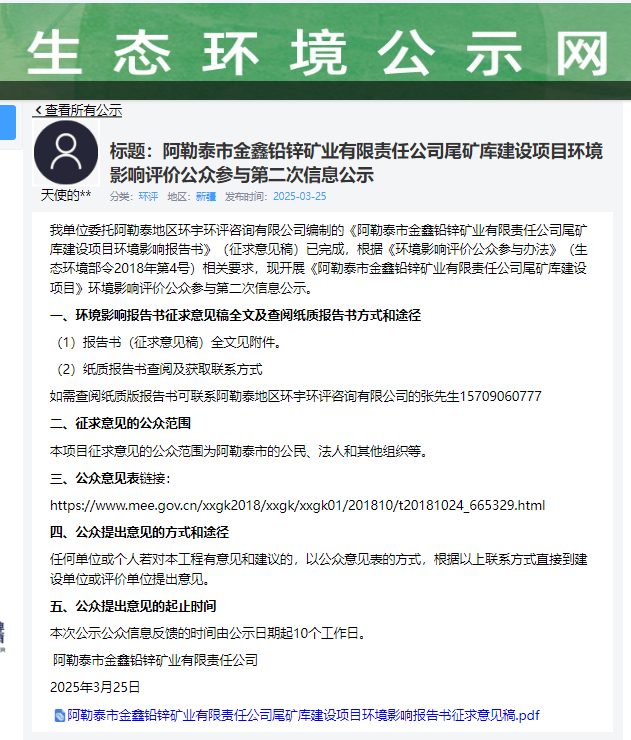 生态环境公示网
查看所有公示
天使的**
标题：阿勒泰市金鑫铅锌矿业有限责任公司尾矿库建设项目环境
影响评价公众参与第二次信息公示
分类：环评 地区：新疆 发布时间：2025-03-25
我单位委托阿勒泰地区环宇环评咨询有限公司编制的《阿勒泰市金鑫铅锌矿业有限责任公司尾矿
库建设项目环境影响报告书》（征求意见稿）已完成，根据《环境影响评价公众参与办法》（生
态环境部令2018年第4号）相关要求，现开展《阿勒泰市金鑫铅锌矿业有限责任公司尾矿库建设
项目》环境影响评价公众参与第二次信息公示。
一、环境影响报告书征求意见稿全文及查阅纸质报告书方式和途径
（1）报告书（征求意见稿）全文见附件。
（2）纸质报告书查阅及获取联系方式
如需查阅纸质版报告书可联系阿勒泰地区环宇环评咨询有限公司的张先生15709060777
二、征求意见的公众范围
本项目征求意见的公众范围为阿勒泰市的公民、法人和其他组织等。
三、公众意见表链接：
https://www.mee.gov.cn/xxgk2018/xxgk/xxgk01/201810/t20181024_665329.html
四、公众提出意见的方式和途径
任何单位或个人若对本工程有意见和建议的，以公众意见表的方式，根据以上联系方式直接到建
设单位或评价单位提出意见。
五、公众提出意见的起止时间
本次公示公众信息反馈的时间由公示日期起10个工作日。
阿勒泰市金鑫铅锌矿业有限责任公司
2025年3月25日
阿勒泰市金鑫铅锌矿业有限责任公司尾矿库建设项目环境影响报告书征求意见稿.pdf